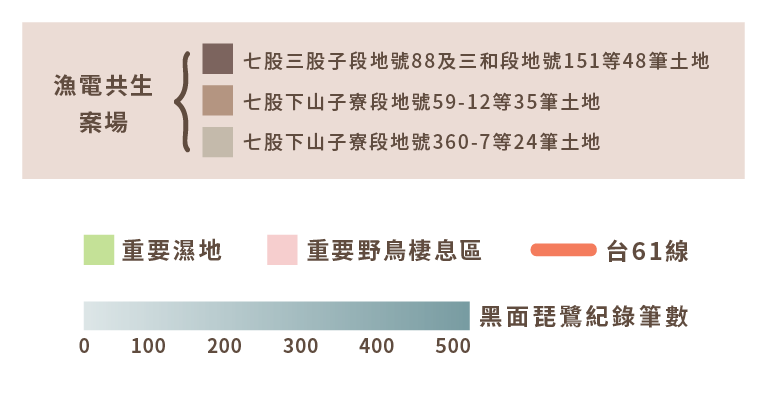 漁電共生
案場
七股三股子段地號88及三和段地號151等48筆土地
七股下山子寮段地號59-12等35筆土地
七股下山子寮段地號360-7等24筆土地
重要濕地
重要野鳥棲息區
台61線
黑面琵鷺紀錄筆數
0 100 200 300 400 500